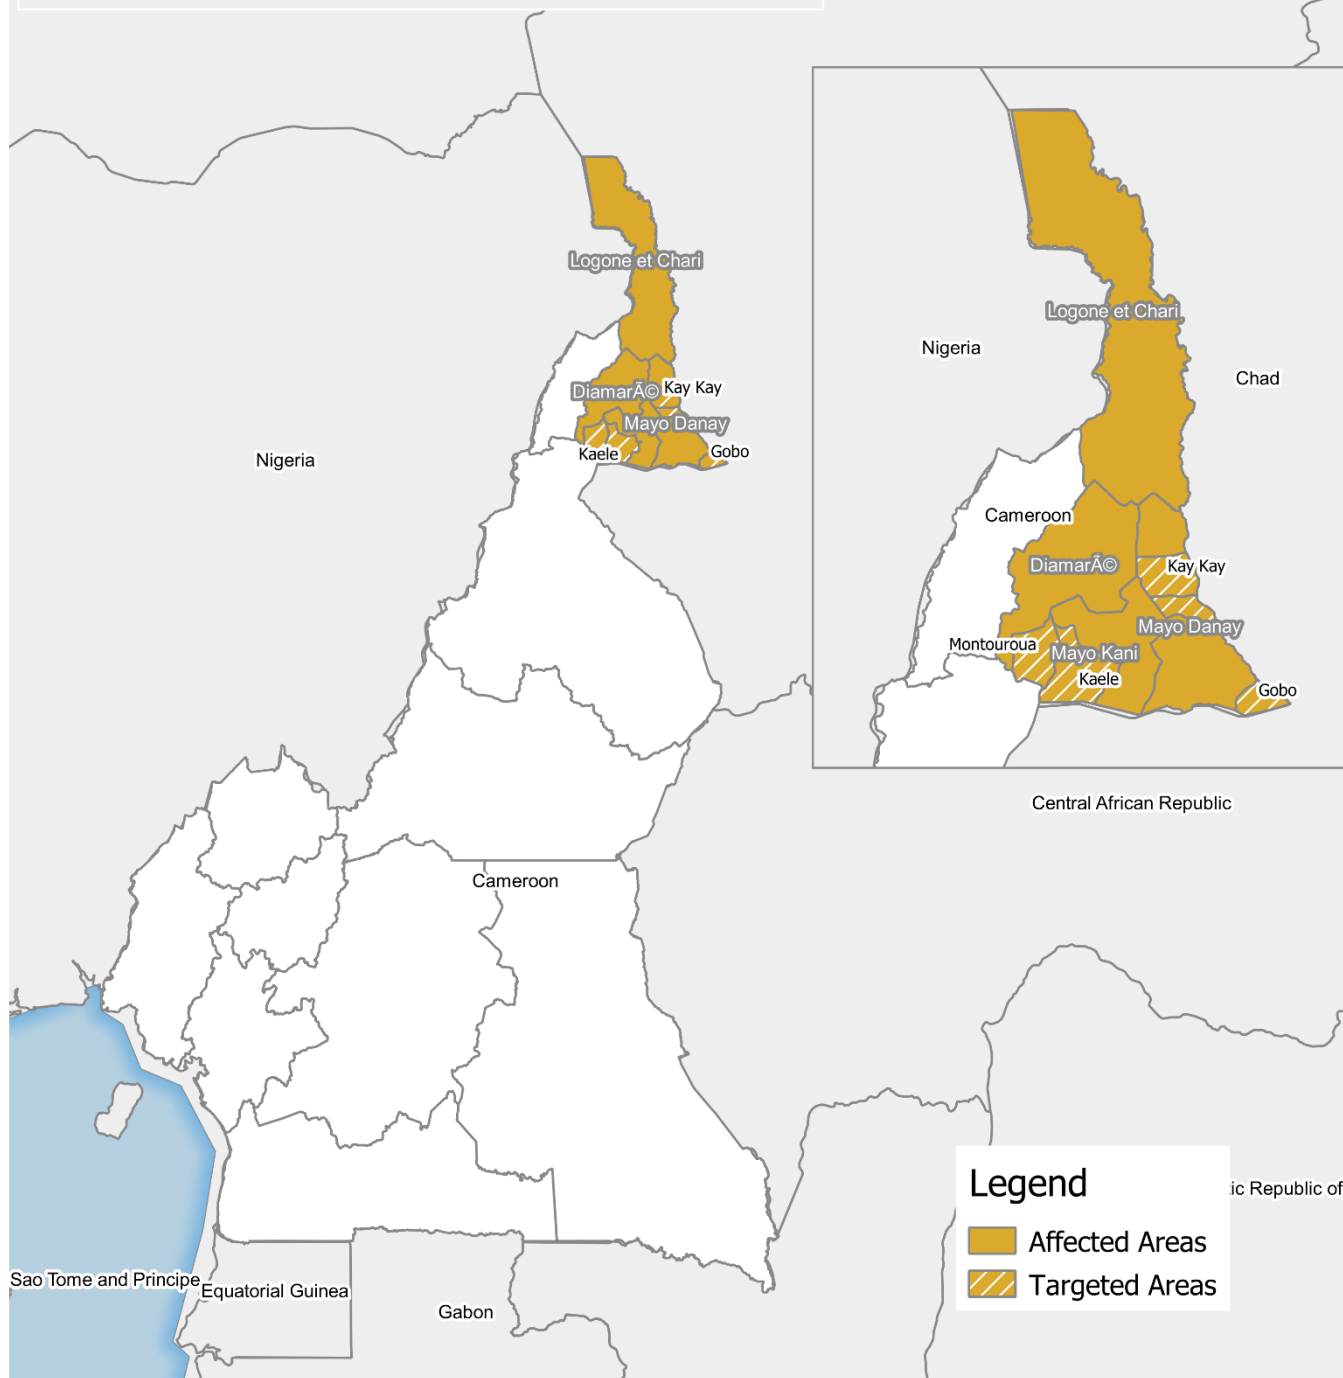 Logone et Chari
Kay Kay
DiamarÃ©
Mayo Danay
Kaele
Gobo
Nigeria
Cameroon
Nigeria
Logone et Chari
Chad
Cameroon
DiamarÃ©
Kay Kay
Mayo Danay
Montouroua
Mayo Kani
Kaele
Gobo
Central African Republic
Legend
Affected Areas
Targeted Areas
tic Republic of
Sao Tome and Principe
Equatorial Guinea
Gabon